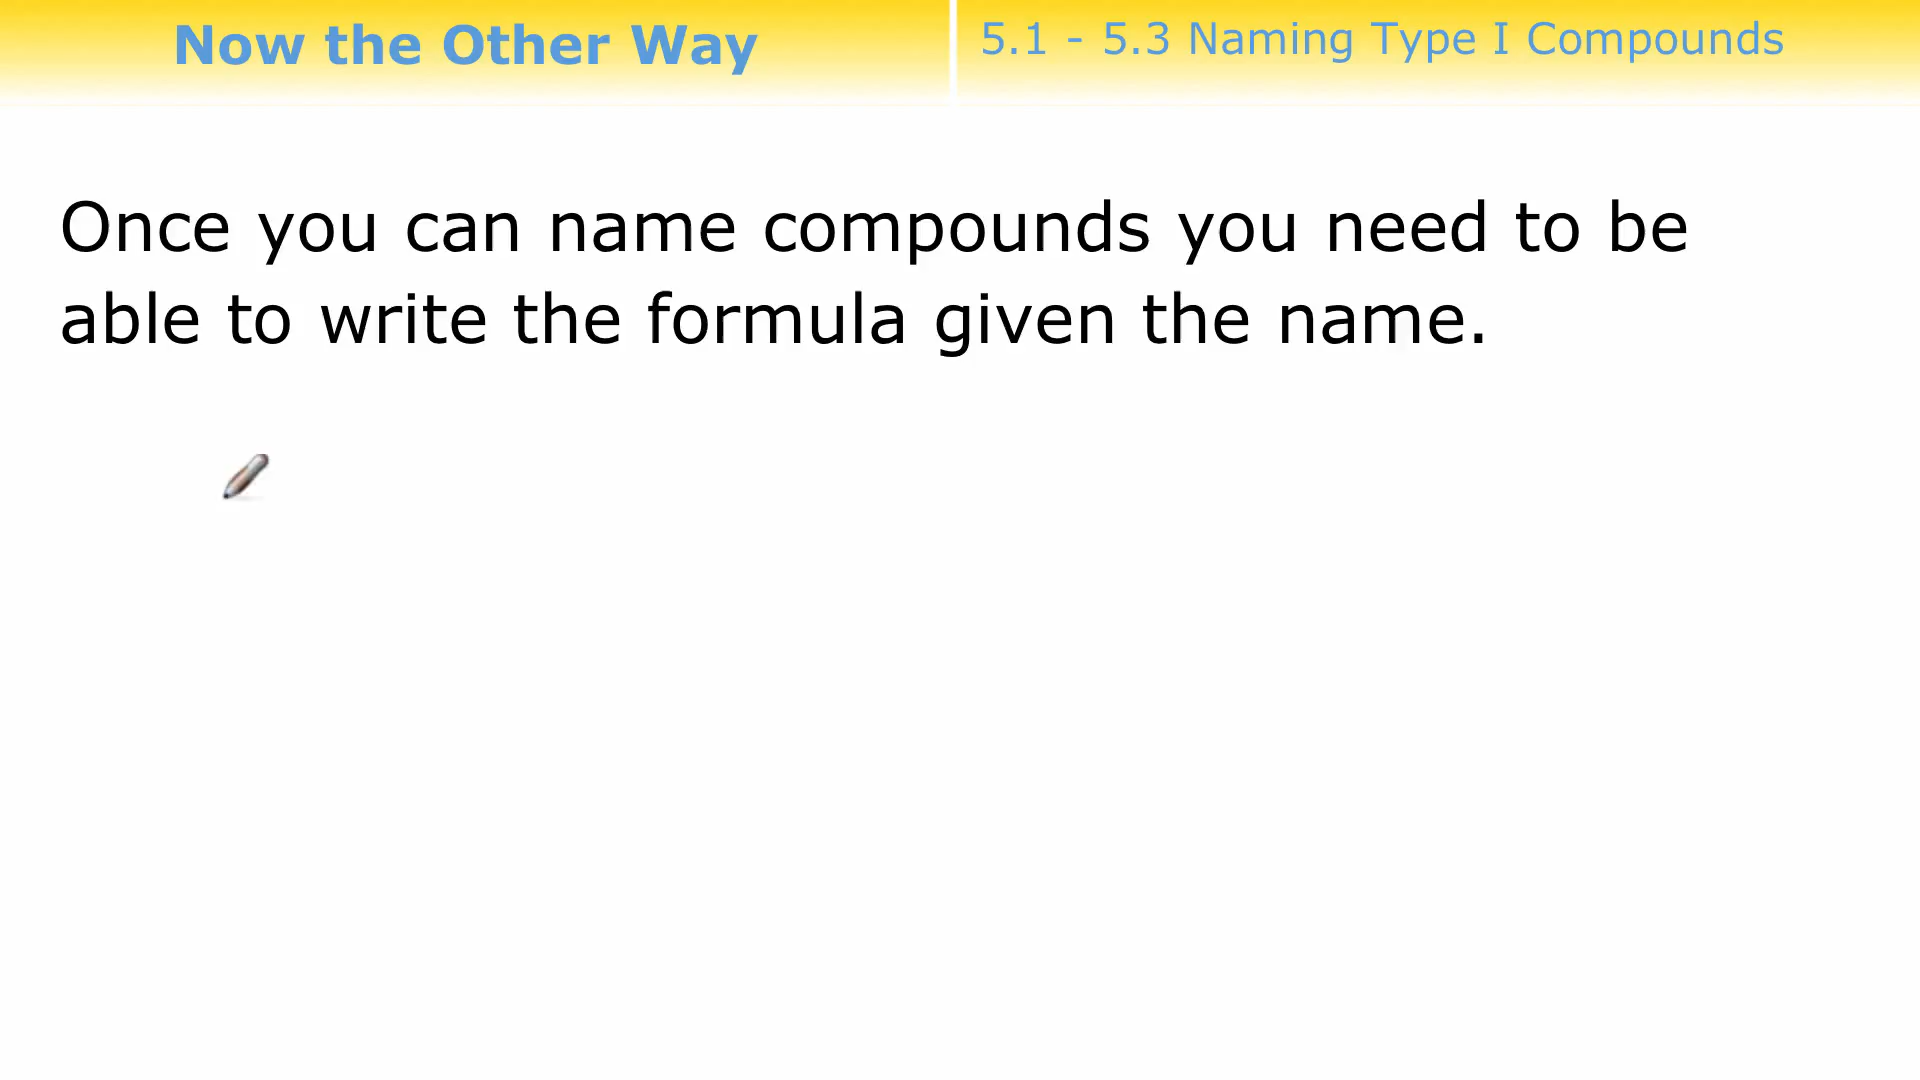 Now the Other Way
5.1 - 5.3 Naming Type I Compounds
Once you can name compounds you need to be
able to write the formula given the name.